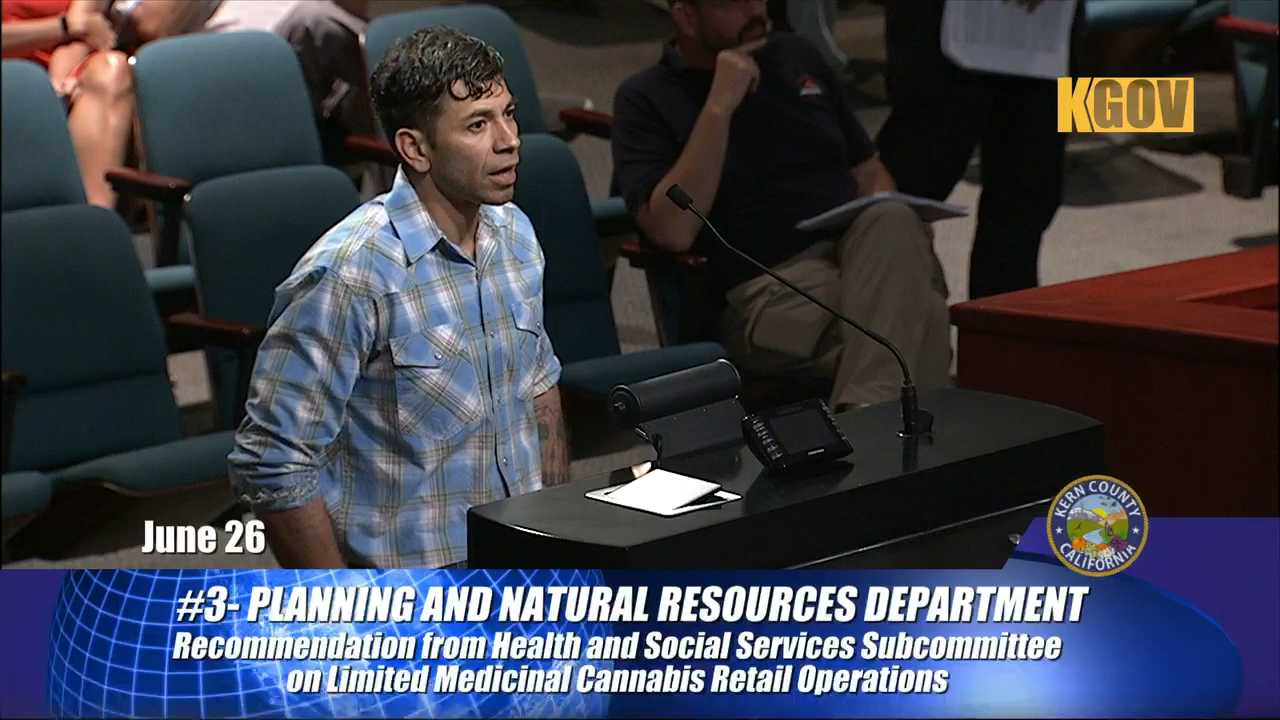 KGOV
June 26
KERN COUNTY
CALIFORNIA
#3- PLANNING AND NATURAL RESOURCES DEPARTMENT
Recommendation from Health and Social Services Subcommittee
on Limited Medicinal Cannabis Retail Operations